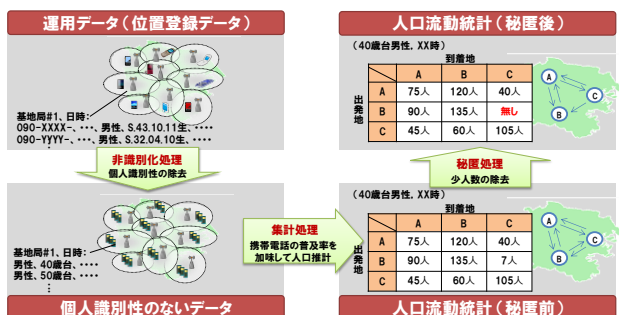 運用データ(位置登録データ)
基地局#1、日時:
090-XXXX-、・・・、男性、S.43.10.11生、・・・・
090-YYYY-、・・・、男性、S.32.04.10生、・・・・
:
非識別化処理
個人識別性の除去
基地局#1、日時:
男性、40歳台、・・・・
男性、50歳台、・・・・
:
個人識別性のないデータ
集計処理
携帯電話の普及率を
加味して人口推計
人口流動統計(秘匿前)
(40歳台男性,XX時)
到着地
出発地
A B C
A 75人 120人 40人
B 90人 135人 7人
C 45人 60人 105人
A
B
C
秘匿処理
少人数の除去
人口流動統計(秘匿後)
(40歳台男性,XX時)
到着地
出発地
A B C
A 75人 120人 40人
B 90人 135人 無し
C 45人 60人 105人
A
B
C